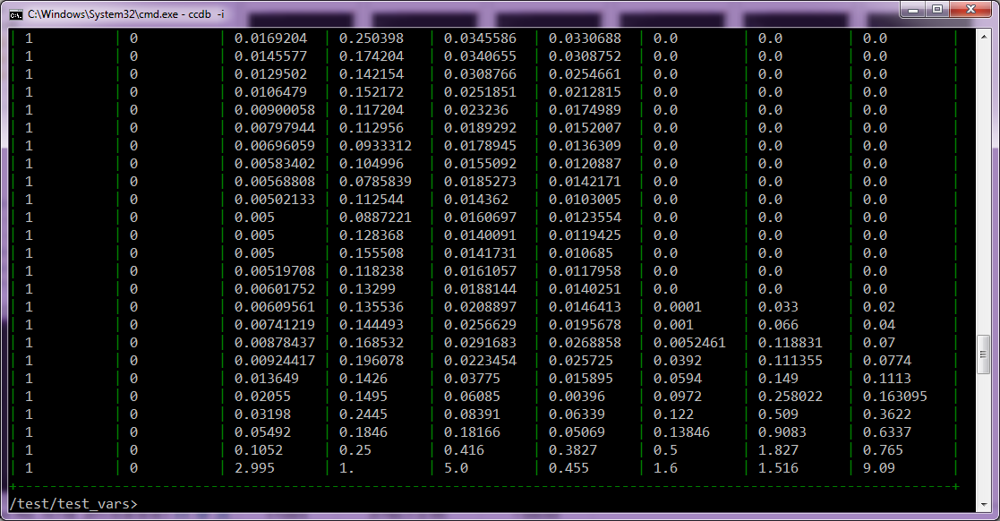 C:\Windows\System32\cmd.exe - ccdb -i
1 | 0 | 0.0169204 | 0.250398 | 0.0345586 | 0.0330688 | 0.0 | 0.0 | 0.0
1 | 0 | 0.0145577 | 0.174204 | 0.0340655 | 0.0308752 | 0.0 | 0.0 | 0.0
1 | 0 | 0.0129502 | 0.142154 | 0.0308766 | 0.0254661 | 0.0 | 0.0 | 0.0
1 | 0 | 0.0106479 | 0.152172 | 0.0251851 | 0.0212815 | 0.0 | 0.0 | 0.0
1 | 0 | 0.00900058 | 0.117204 | 0.023236 | 0.0174989 | 0.0 | 0.0 | 0.0
1 | 0 | 0.00797944 | 0.112956 | 0.0189292 | 0.0152007 | 0.0 | 0.0 | 0.0
1 | 0 | 0.00696059 | 0.0933312 | 0.0178945 | 0.0136309 | 0.0 | 0.0 | 0.0
1 | 0 | 0.00583402 | 0.104996 | 0.0155092 | 0.0120887 | 0.0 | 0.0 | 0.0
1 | 0 | 0.00568808 | 0.0785839 | 0.0185273 | 0.0142171 | 0.0 | 0.0 | 0.0
1 | 0 | 0.00502133 | 0.112544 | 0.014362 | 0.0103005 | 0.0 | 0.0 | 0.0
1 | 0 | 0.005 | 0.0887221 | 0.0160697 | 0.0123554 | 0.0 | 0.0 | 0.0
1 | 0 | 0.005 | 0.128368 | 0.0140091 | 0.0119425 | 0.0 | 0.0 | 0.0
1 | 0 | 0.005 | 0.155508 | 0.0141731 | 0.010685 | 0.0 | 0.0 | 0.0
1 | 0 | 0.00519708 | 0.118238 | 0.0161057 | 0.0117958 | 0.0 | 0.0 | 0.0
1 | 0 | 0.00601752 | 0.13299 | 0.0188144 | 0.0140251 | 0.0 | 0.0 | 0.0
1 | 0 | 0.00609561 | 0.135536 | 0.0208897 | 0.0146413 | 0.0001 | 0.033 | 0.02
1 | 0 | 0.00741219 | 0.144493 | 0.0256629 | 0.0195678 | 0.001 | 0.066 | 0.04
1 | 0 | 0.00878437 | 0.168532 | 0.0291683 | 0.0268858 | 0.0052461 | 0.118831 | 0.07
1 | 0 | 0.00924417 | 0.196078 | 0.0223454 | 0.025725 | 0.0392 | 0.111355 | 0.0774
1 | 0 | 0.013649 | 0.1426 | 0.03775 | 0.015895 | 0.0594 | 0.149 | 0.1113
1 | 0 | 0.02055 | 0.1495 | 0.06085 | 0.00396 | 0.0972 | 0.258022 | 0.163095
1 | 0 | 0.03198 | 0.2445 | 0.08391 | 0.06339 | 0.122 | 0.509 | 0.3622
1 | 0 | 0.05492 | 0.1846 | 0.18166 | 0.05069 | 0.13846 | 0.9083 | 0.6337
1 | 0 | 0.1052 | 0.25 | 0.416 | 0.3827 | 0.5 | 1.827 | 0.765
1 | 0 | 2.995 | 1. | 5.0 | 0.455 | 1.6 | 1.516 | 9.09
/test/test_vars>